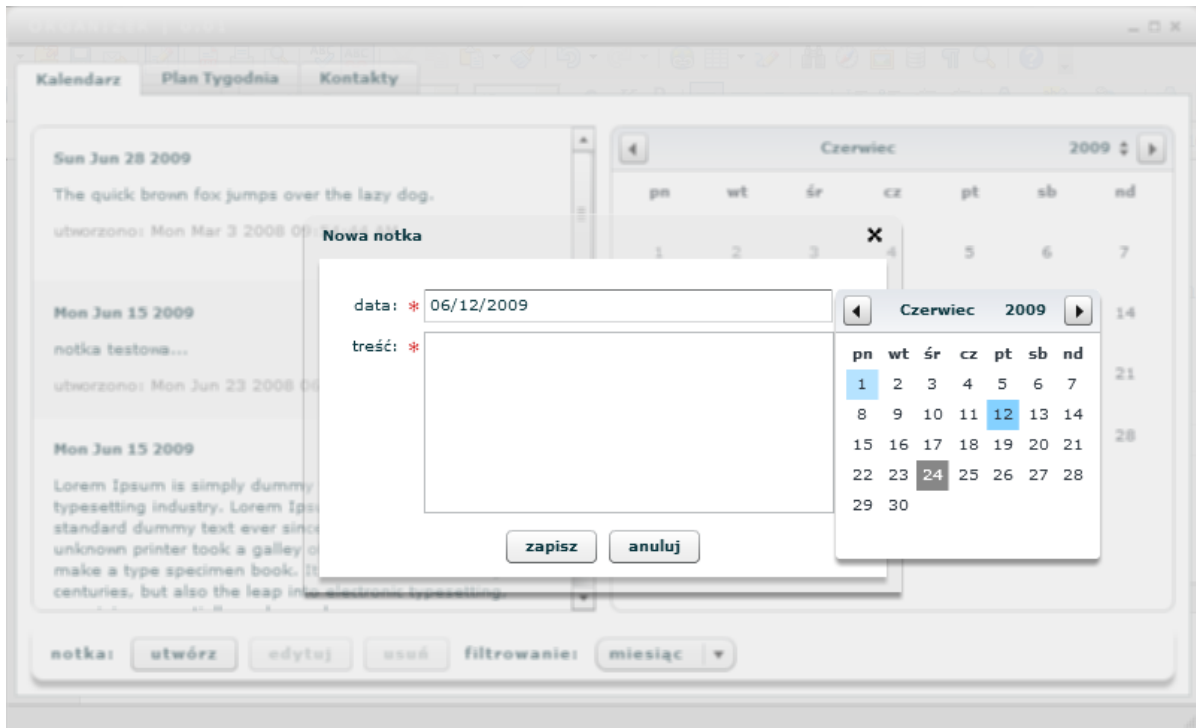 Kalendarz Plan Tygodnia Kontakty
Sun Jun 28 2009
The quick brown fox jumps over the lazy dog.
utworzono: Mon Mar 3 2008
Mon Jun 15 2009
notka testowa...
utworzono: Mon Jun 23 2008
Mon Jun 15 2009
Lorem Ipsum is simply dummy
typesetting industry. Lorem
standard dummy text ever
unknown printer took a galley
make a type specimen book.
centuries, but also the leap into electronic typesetting,
Czerwiec 2009
pn wt śr cz pt sb nd
1 2 3 4 5 6 7
14
21
28
Nowa notka
data: * 06/12/2009
treść: *
Czerwiec 2009
pn wt śr cz pt sb nd
1 2 3 4 5 6 7
8 9 10 11 12 13 14
15 16 17 18 19 20 21
22 23 24 25 26 27 28
29 30
zapisz anuluj
notka: utwórz edytuj usuń filtrowanie: miesiąc